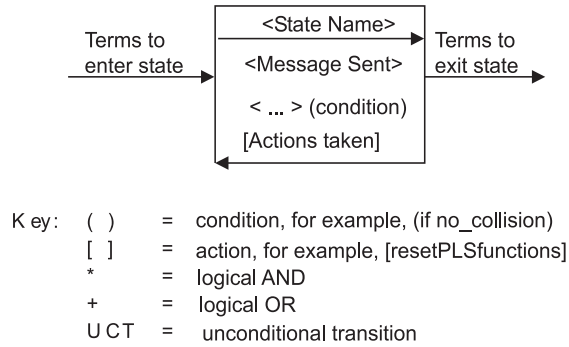 <State Name>
Terms to enter state
<Message Sent>
Terms to exit state
< ... > (condition)
[Actions taken]
Key: ( ) = condition, for example, (if no_collision)
[ ] = action, for example, [resetPLSfunctions]
* = logical AND
+ = logical OR
UCT = unconditional transition